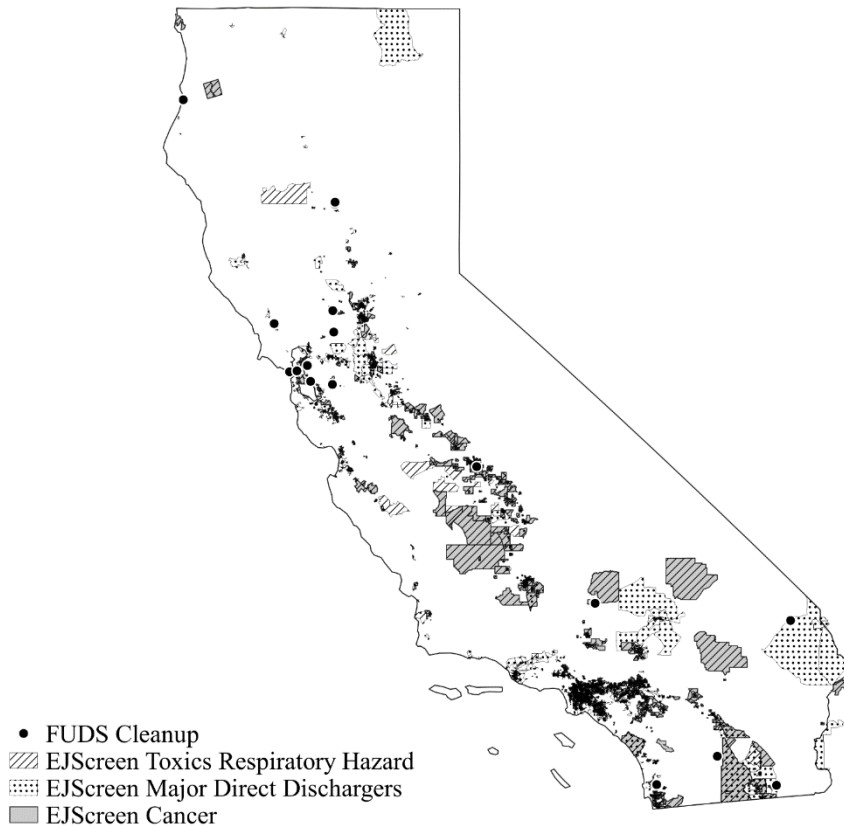 FUDS Cleanup
EJScreen Toxics Respiratory Hazard
EJScreen Major Direct Dischargers
EJScreen Cancer